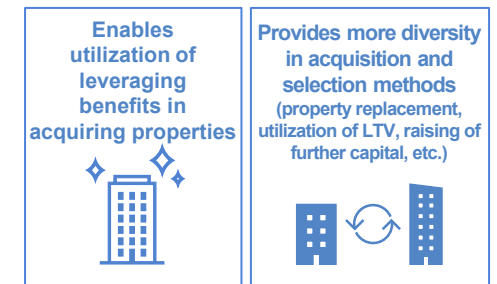 Enables
utilization of
leveraging
benefits in
acquiring properties
Provides more diversity
in acquisition and
selection methods
(property replacement,
utilization of LTV, raising of
further capital, etc.)